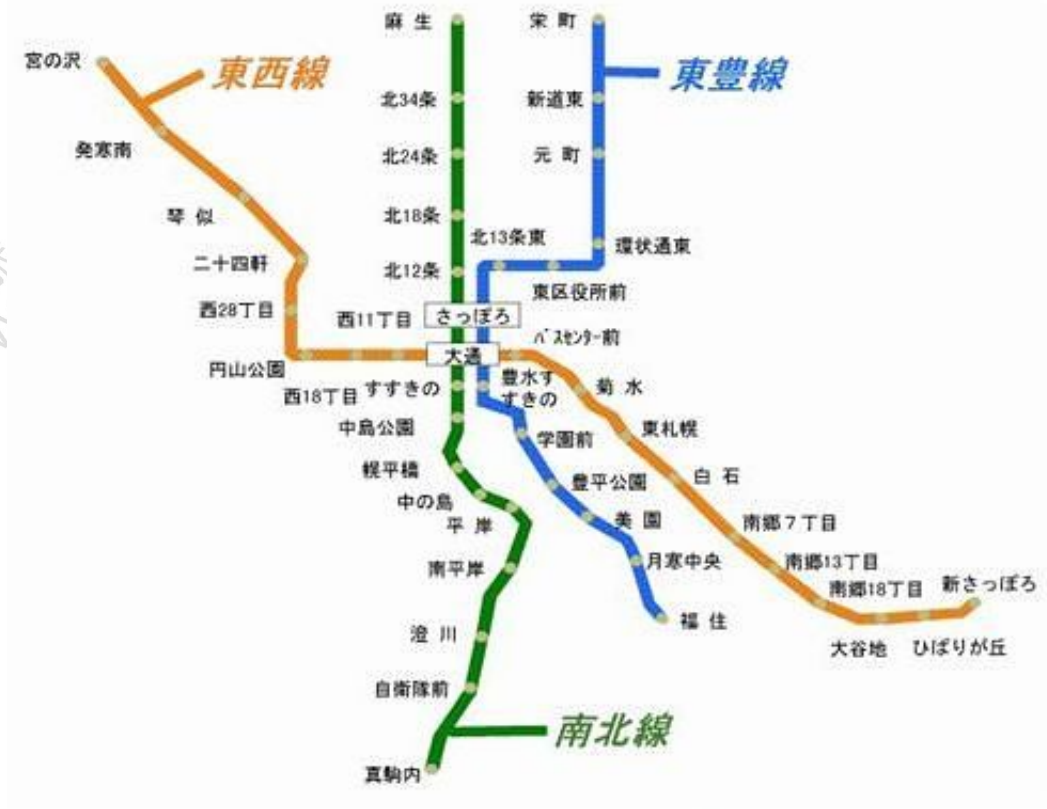 麻生
栄町
宮の沢
東西線
東豊線
北34条
新道東
発寒南
北24条
元町
琴似
北18条
北13条東
環状通東
二十四軒
北12条
東区役所前
西28丁目
西11丁目
さっぽろ
バスセンター前
円山公園
大通
西18丁目
すすきの
豊水す
すきの
菊水
中島公園
学園前
東札幌
幌平橋
豊平公園
白石
中の島
平岸
美園
南郷7丁目
南平岸
月寒中央
南郷13丁目
南郷18丁目
新さっぽろ
澄川
福住
大谷地
ひばりが丘
自衛隊前
南北線
真駒内